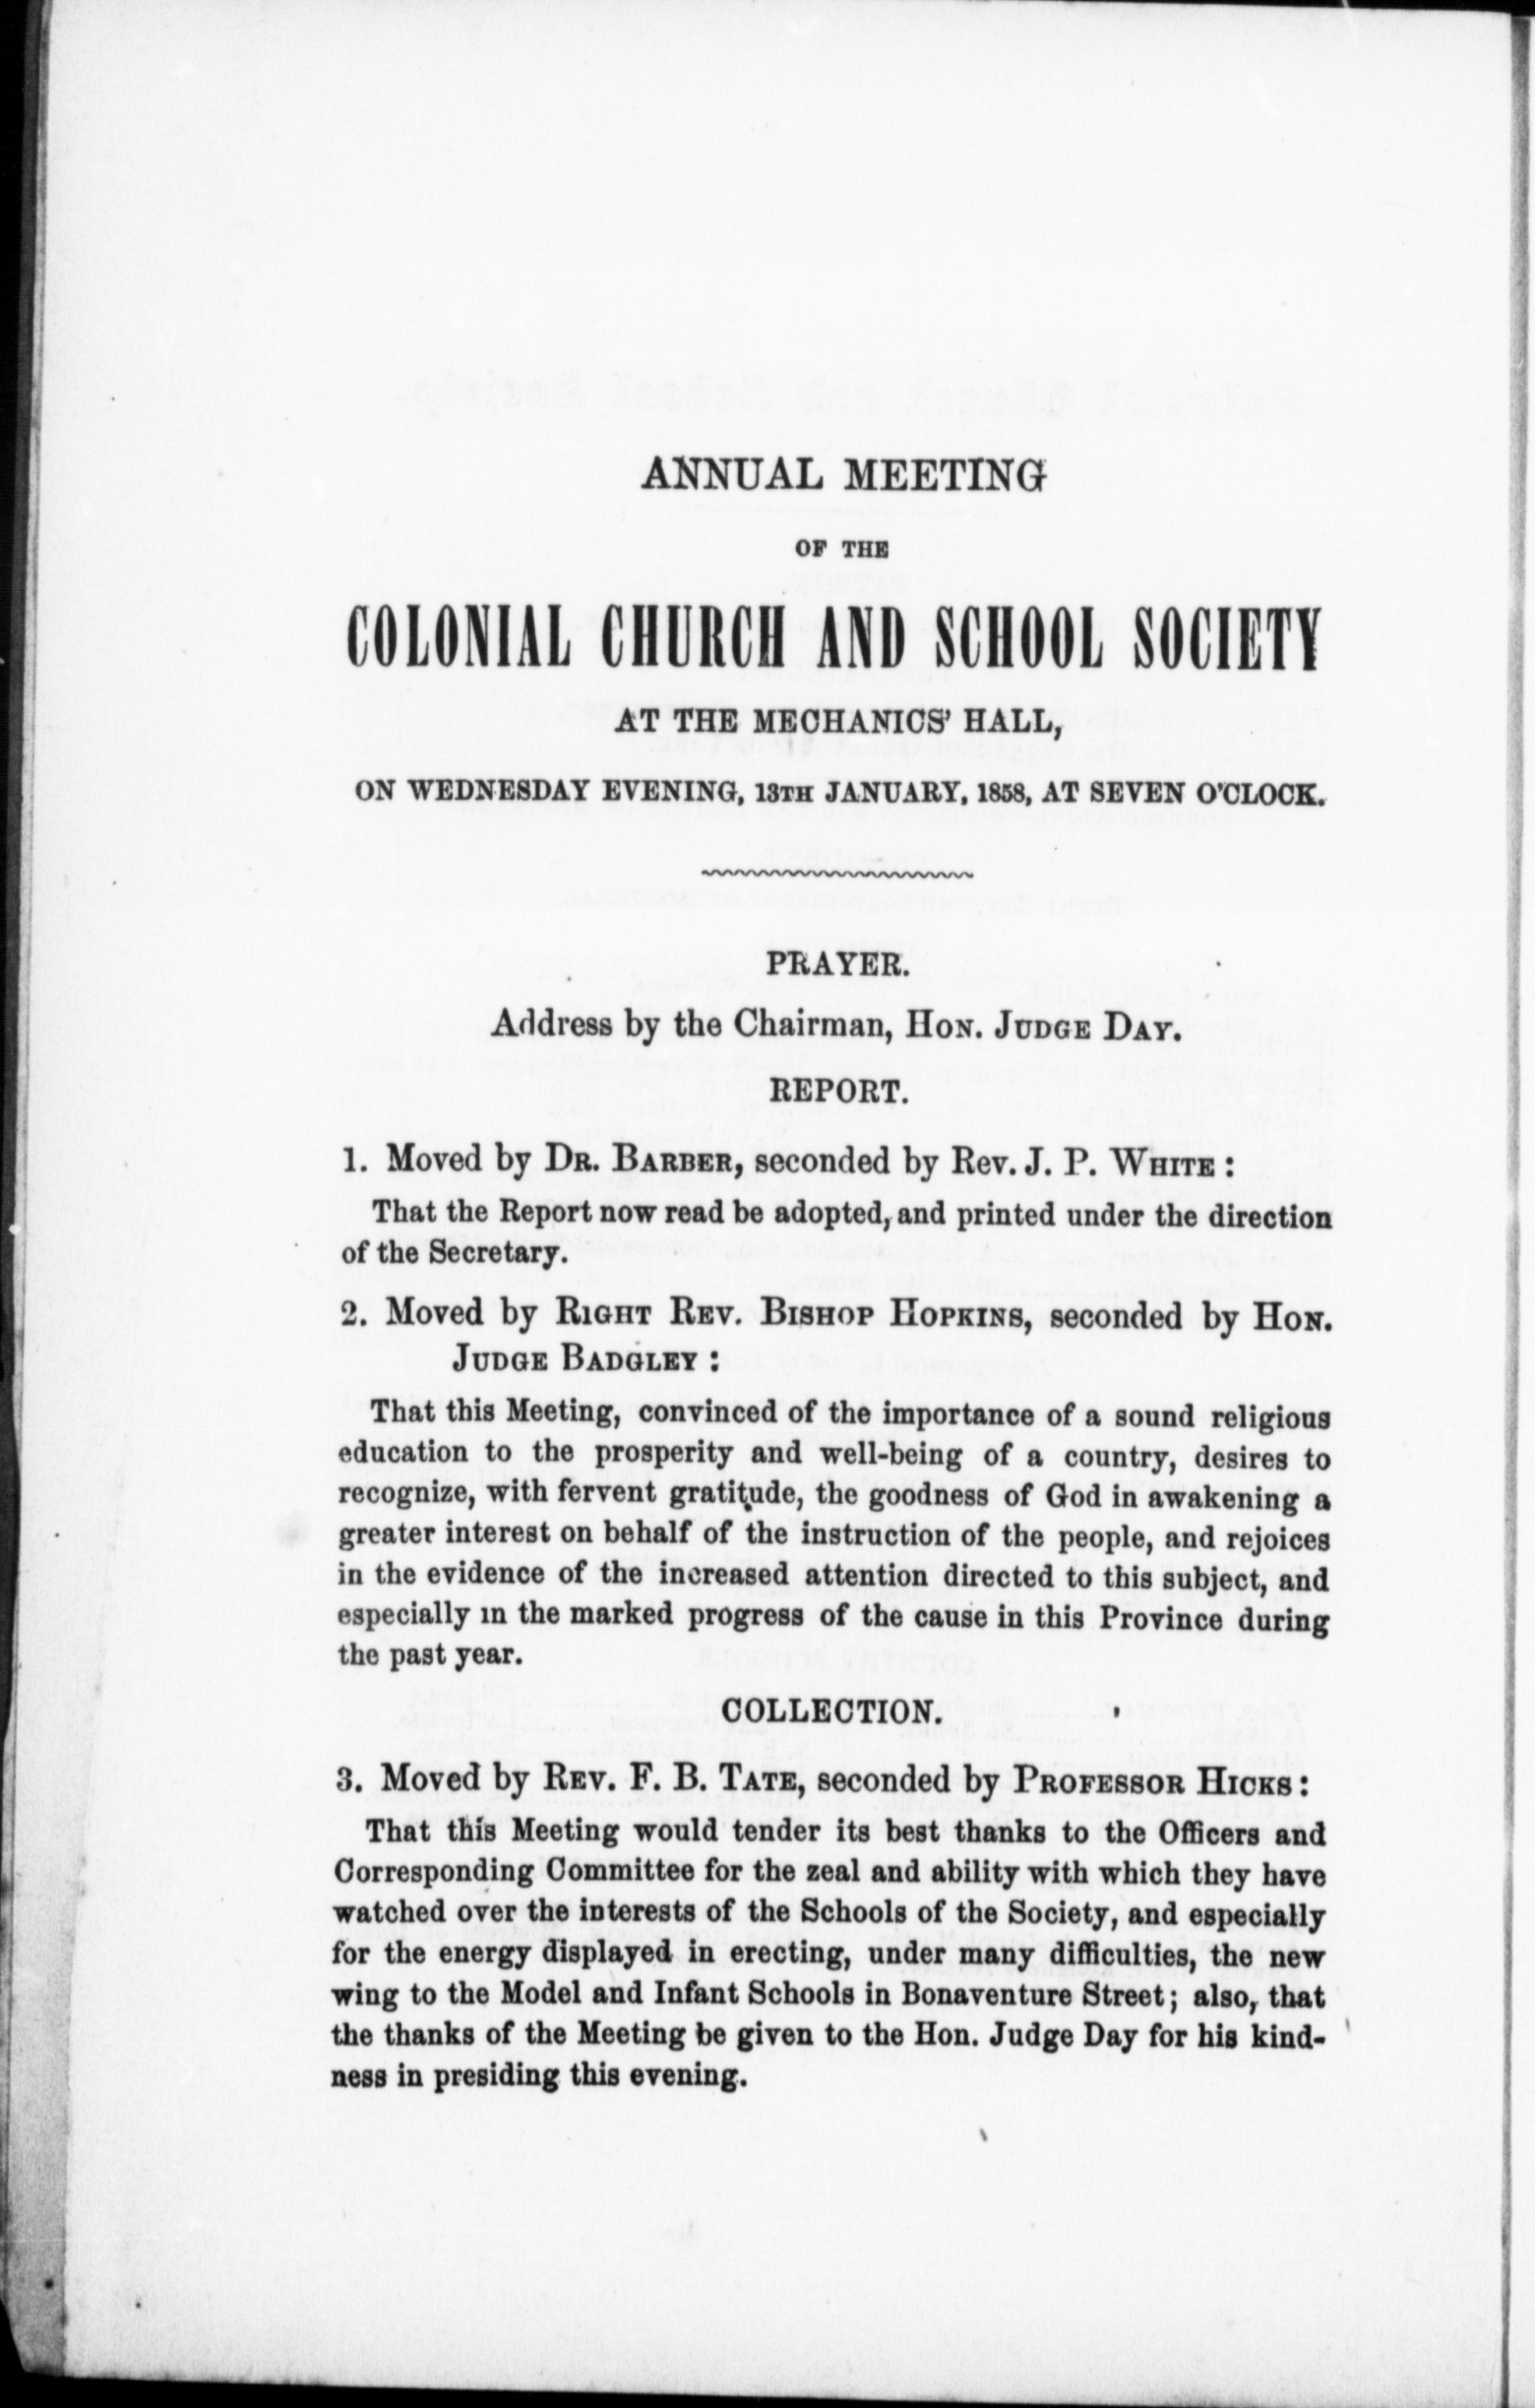 ANNUAL MEETING
OF THE
COLONIAL CHURCH AND SCHOOL SOCIETY
AT THE MECHANICS' HALL,
ON WEDNESDAY EVENING, 13TH JANUARY, 1858, AT SEVEN O'CLOCK.
PRAYER.
Address by the Chairman, HON. JUDGE DAY.
REPORT.
1. Moved by DR. BARBER, seconded by Rev. J. P. WHITE :
That the Report now read be adopted, and printed under the direction
of the Secretary.
2. Moved by RIGHT REV. BISHOP HOPKINS, seconded by HON.
JUDGE BADGLEY :
That this Meeting, convinced of the importance of a sound religious
education to the prosperity and well-being of a country, desires to
recognize, with fervent gratitude, the goodness of God in awakening a
greater interest on behalf of the instruction of the people, and rejoices
in the evidence of the increased attention directed to this subject, and
especially in the marked progress of the cause in this Province during
the past year.
COLLECTION.
3. Moved by REV. F. B. TATE, seconded by PROFESSOR HICKS :
That this Meeting would tender its best thanks to the Officers and
Corresponding Committee for the zeal and ability with which they have
watched over the interests of the Schools of the Society, and especially
for the energy displayed in erecting, under many difficulties, the new
wing to the Model and Infant Schools in Bonaventure Street; also, that
the thanks of the Meeting be given to the Hon. Judge Day for his kind-
ness in presiding this evening.